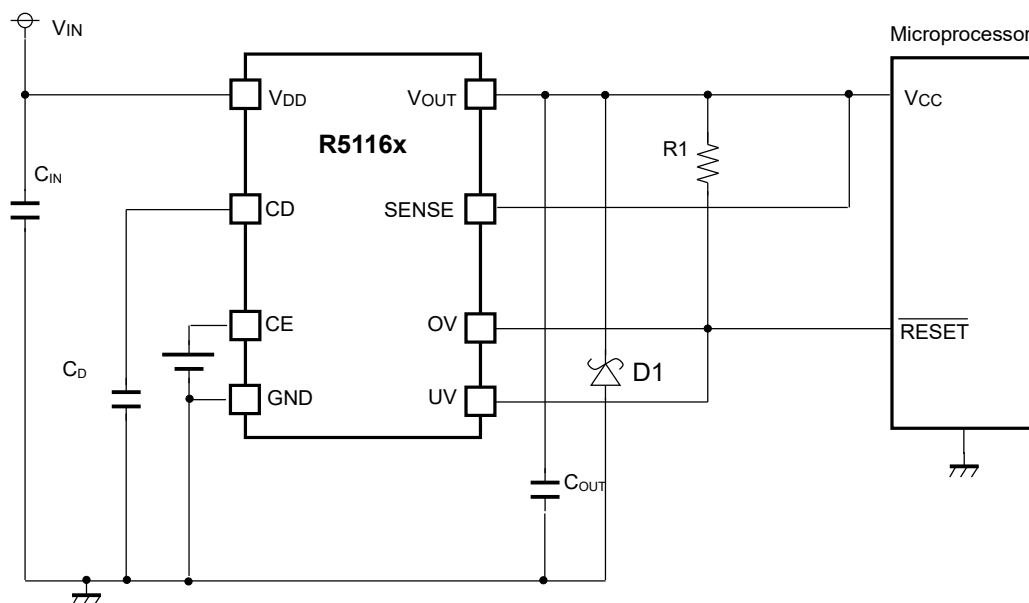 VIN
Microprocessor
VDD
VOUT
VCC
R5116x
R1
CIN
CD
SENSE
CE
OV
RESET
CD
D1
GND
UV
COUT